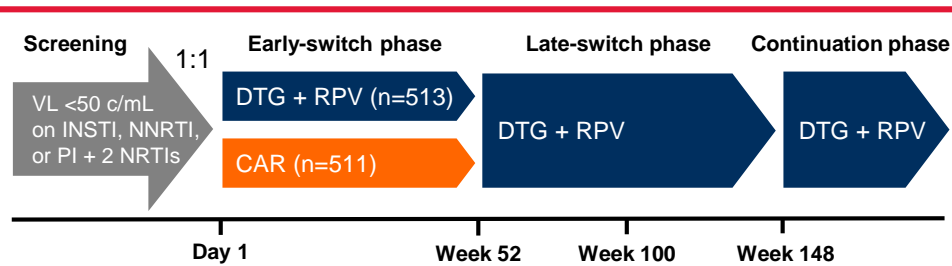 Screening
1:1
Early-switch phase
Late-switch phase
Continuation phase
VL <50 c/mL
on INSTI, NNRTI,
or PI + 2 NRTIs
DTG + RPV (n=513)
CAR (n=511)
DTG + RPV
DTG + RPV
Day 1
Week 52
Week 100
Week 148